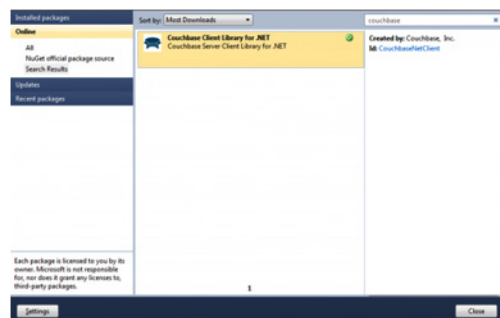 Installed packages
Online
All
NuGet official package source
Search Results
Updates
Recent packages
Each package is licensed to you by its
owner. Microsoft is not responsible
for, nor does it grant any licenses to,
third-party packages.
Settings
Sort by: Most Downloads
Couchbase Client Library for .NET
Couchbase Server Client Library for .NET
1
couchbase
Created by: Couchbase, Inc.
Id: CouchbaseNetClient
Close